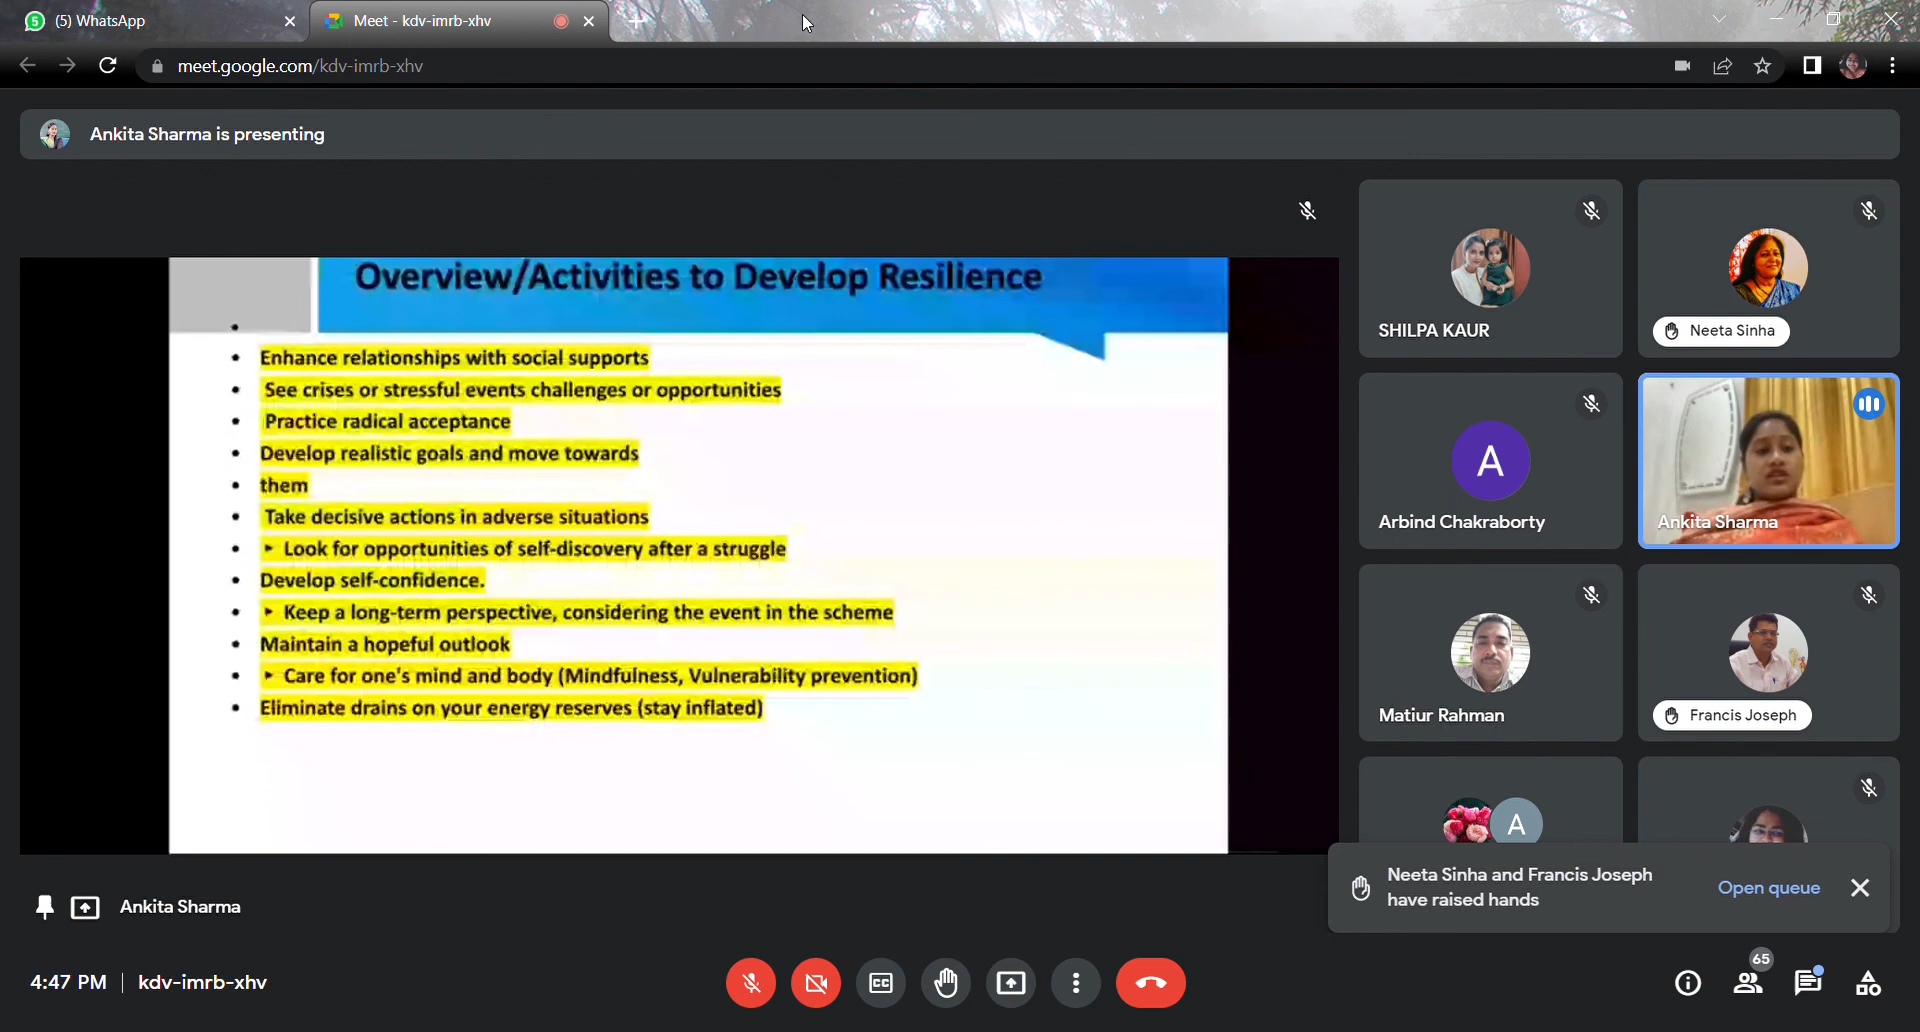 5
(5) WhatsApp
Meet - kdv-imrb-xhv
meet.google.com/kdv-imrb-xhv
Ankita Sharma is presenting
Overview/Activities to Develop Resilience
•
• Enhance relationships with social supports
• See crises or stressful events challenges or opportunities
• Practice radical acceptance
• Develop realistic goals and move towards
• them
• Take decisive actions in adverse situations
• ▸ Look for opportunities of self-discovery after a struggle
• Develop self-confidence.
• ▸ Keep a long-term perspective, considering the event in the scheme
• Maintain a hopeful outlook
• ▸ Care for one's mind and body (Mindfulness, Vulnerability prevention)
• Eliminate drains on your energy reserves (stay inflated)
SHILPA KAUR
Neeta Sinha
A
Arbind Chakraborty
Ankita Sharma
Matiur Rahman
Francis Joseph
A
Neeta Sinha and Francis Joseph
have raised hands
Open queue
Ankita Sharma
4:47 PM | kdv-imrb-xhv
CC
65